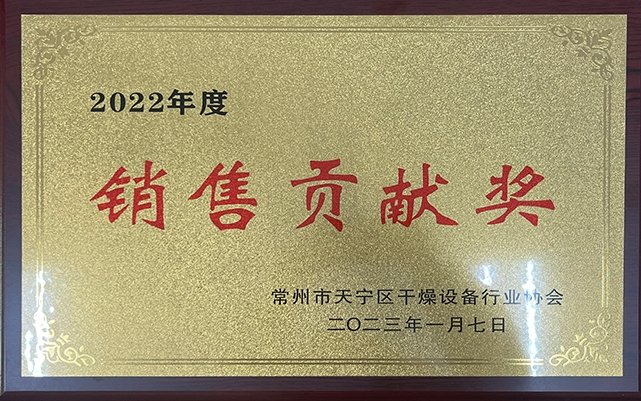 2022年度
销售贡献奖
常州市天宁区干燥设备行业协会
二〇二三年一月七日